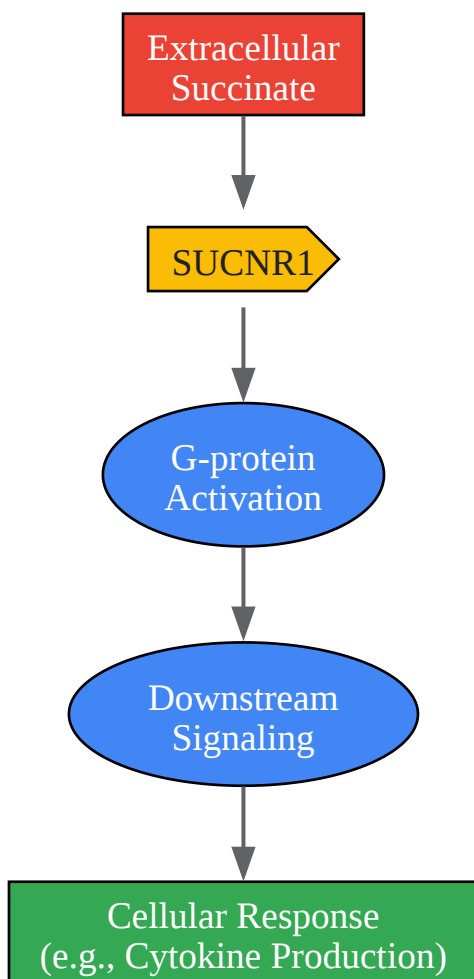 Extracellular
Succinate
SUCNR1
G-protein
Activation
Downstream
Signaling
Cellular Response
(e.g., Cytokine Production)